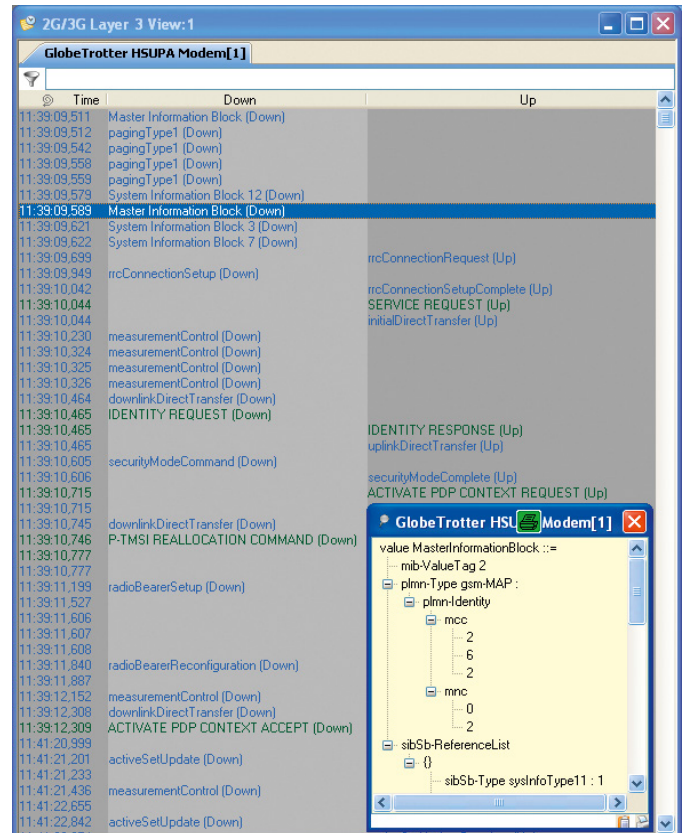 2G/3G Layer 3 View:1
GlobeTrotter HSUPA Modem[1]
Time Down Up
11:39:09,511 Master Information Block (Down)
11:39:09,512 pagingType1 (Down)
11:39:09,542 pagingType1 (Down)
11:39:09,558 pagingType1 (Down)
11:39:09,559 pagingType1 (Down)
11:39:09,579 System Information Block 12 (Down)
11:39:09,589 Master Information Block (Down)
11:39:09,621 System Information Block 3 (Down)
11:39:09,622 System Information Block 7 (Down)
11:39:09,699 rrcConnectionRequest (Up)
11:39:09,949 rrcConnectionSetup (Down)
11:39:10,042 rrcConnectionSetupComplete (Up)
11:39:10,044 SERVICE REQUEST (Up)
11:39:10,044 initialDirectTransfer (Up)
11:39:10,230 measurementControl (Down)
11:39:10,324 measurementControl (Down)
11:39:10,325 measurementControl (Down)
11:39:10,326 measurementControl (Down)
11:39:10,464 downlinkDirectTransfer (Down)
11:39:10,465 IDENTITY REQUEST (Down)
11:39:10,465 IDENTITY RESPONSE (Up)
11:39:10,465 uplinkDirectTransfer (Up)
11:39:10,605 securityModeCommand (Down)
11:39:10,606 securityModeComplete (Up)
11:39:10,715 ACTIVATE PDP CONTEXT REQUEST (Up)
11:39:10,715
11:39:10,745 downlinkDirectTransfer (Down)
11:39:10,746 P-TMSI REALLOCATION COMMAND (Down)
11:39:10,777
11:39:10,777
11:39:11,199 radioBearerSetup (Down)
11:39:11,527
11:39:11,606
11:39:11,607
11:39:11,608
11:39:11,840 radioBearerReconfiguration (Down)
11:39:11,887
11:39:12,152 measurementControl (Down)
11:39:12,308 downlinkDirectTransfer (Down)
11:39:12,309 ACTIVATE PDP CONTEXT ACCEPT (Down)
11:41:20,999
11:41:21,201 activeSetUpdate (Down)
11:41:21,233
11:41:21,436 measurementControl (Down)
11:41:22,655
11:41:22,842 activeSetUpdate (Down)
GlobeTrotter HSU Modem[1]
value MasterInformationBlock ::=
mib-ValueTag 2
plmn-Type gsm-MAP :
plmn-Identity
mcc
2
6
2
mnc
0
2
sibSb-ReferenceList
{}
sibSb-Type sysInfoType11 : 1